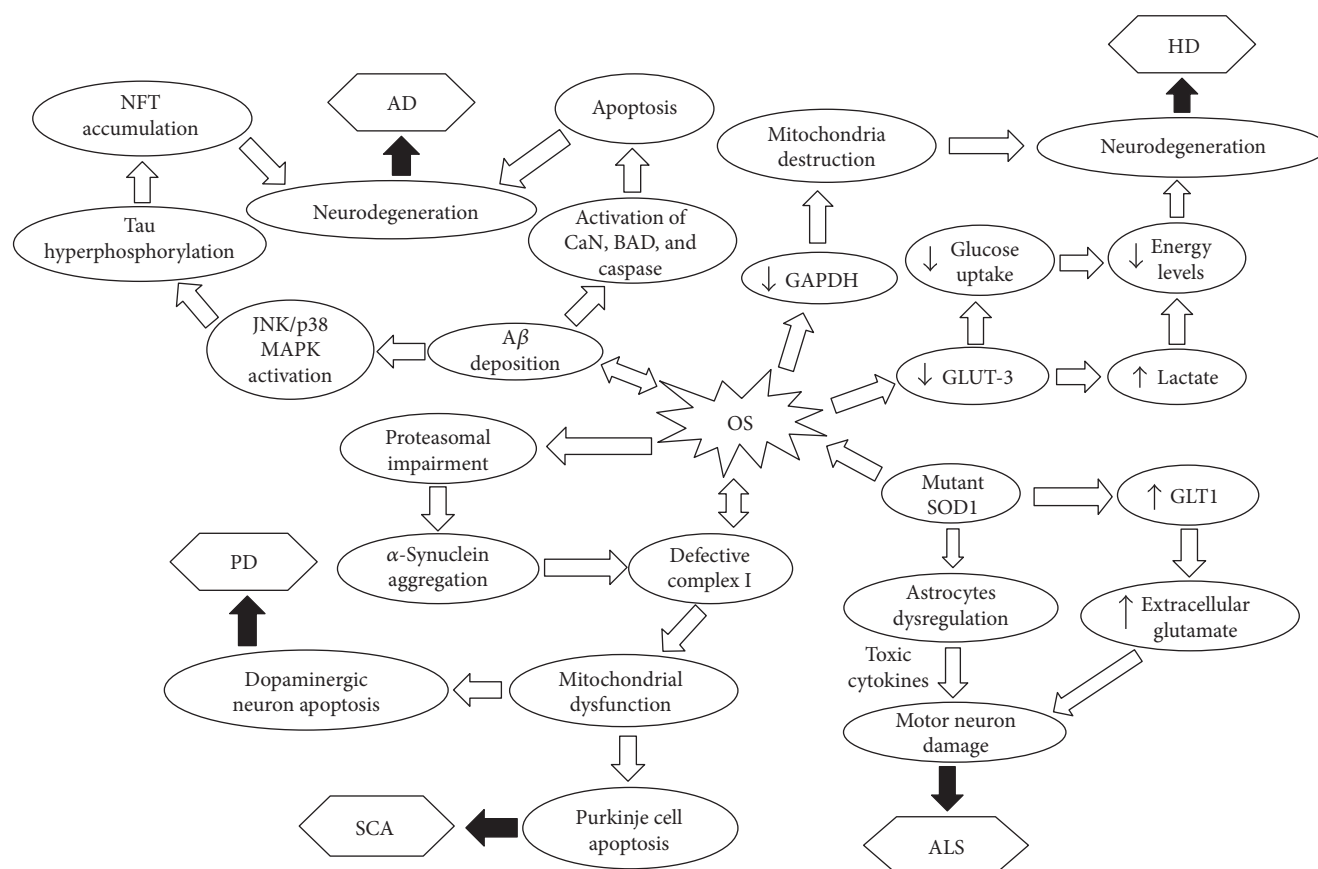 HD
AD
NFT
accumulation
Apoptosis
Mitochondria
destruction
Neurodegeneration
Neurodegeneration
Tau
hyperphosphorylation
Activation of
CaN, BAD, and
caspase
↓ GAPDH
↓ Glucose
uptake
↓ Energy
levels
JNK/p38
MAPK
activation
Aβ
deposition
↓ GLUT-3
↑ Lactate
OS
Proteasomal
impairment
Mutant
SOD1
↑ GLT1
PD
α-Synuclein
aggregation
Defective
complex I
Astrocytes
dysregulation
↑ Extracellular
glutamate
Toxic
cytokines
Dopaminergic
neuron apoptosis
Mitochondrial
dysfunction
Motor neuron
damage
SCA
Purkinje cell
apoptosis
ALS